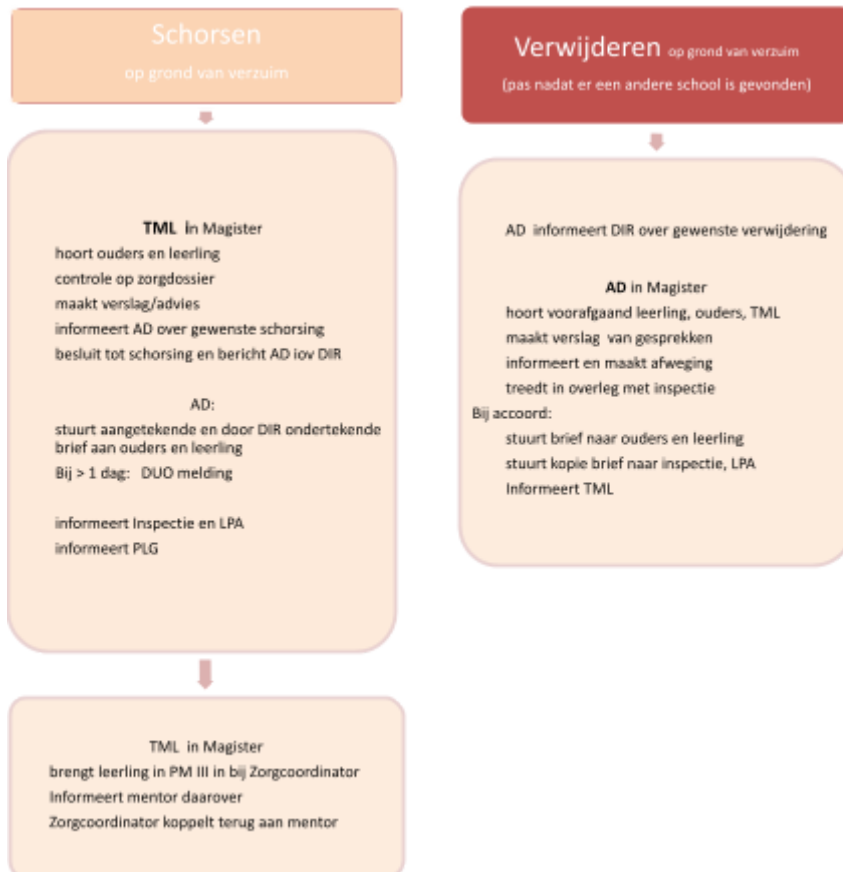 Schorsen
op grond van verzuim
TML in Magister
hoort ouders en leerling
controle op zorgdossier
maakt verslag/advies
informeert AD over gewenste schorsing
besluit tot schorsing en bericht AD iov DIR
AD:
stuurt aangetekende en door DIR ondertekende
brief aan ouders en leerling
Bij > 1 dag: DUO melding
informeert Inspectie en LPA
informeert PLG
TML in Magister
brengt leerling in PM III in bij Zorgcoordinator
Informeert mentor daarover
Zorgcoordinator koppelt terug aan mentor
Verwijderen op grond van verzuim
(pas nadat er een andere school is gevonden)
AD informeert DIR over gewenste verwijdering
AD in Magister
hoort voorafgaand leerling, ouders, TML
maakt verslag van gesprekken
informeert en maakt afweging
treedt in overleg met inspectie
Bij accoord:
stuurt brief naar ouders en leerling
stuurt kopie brief naar inspectie, LPA
Informeert TML